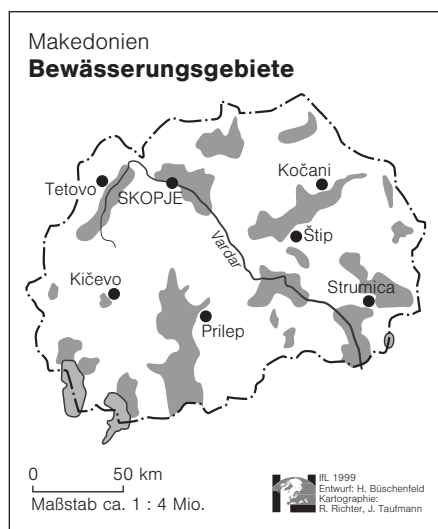 Makedonien
Bewässerungsgebiete
Kočani
Tetovo
SKOPJE
Štip
Vardar
Kičevo
Strumica
Prilep
0 50 km
Maßstab ca. 1 : 4 Mio.
IfL 1999
Entwurf: H. Büschenfeld
Kartographie:
R. Richter, J. Taufmann